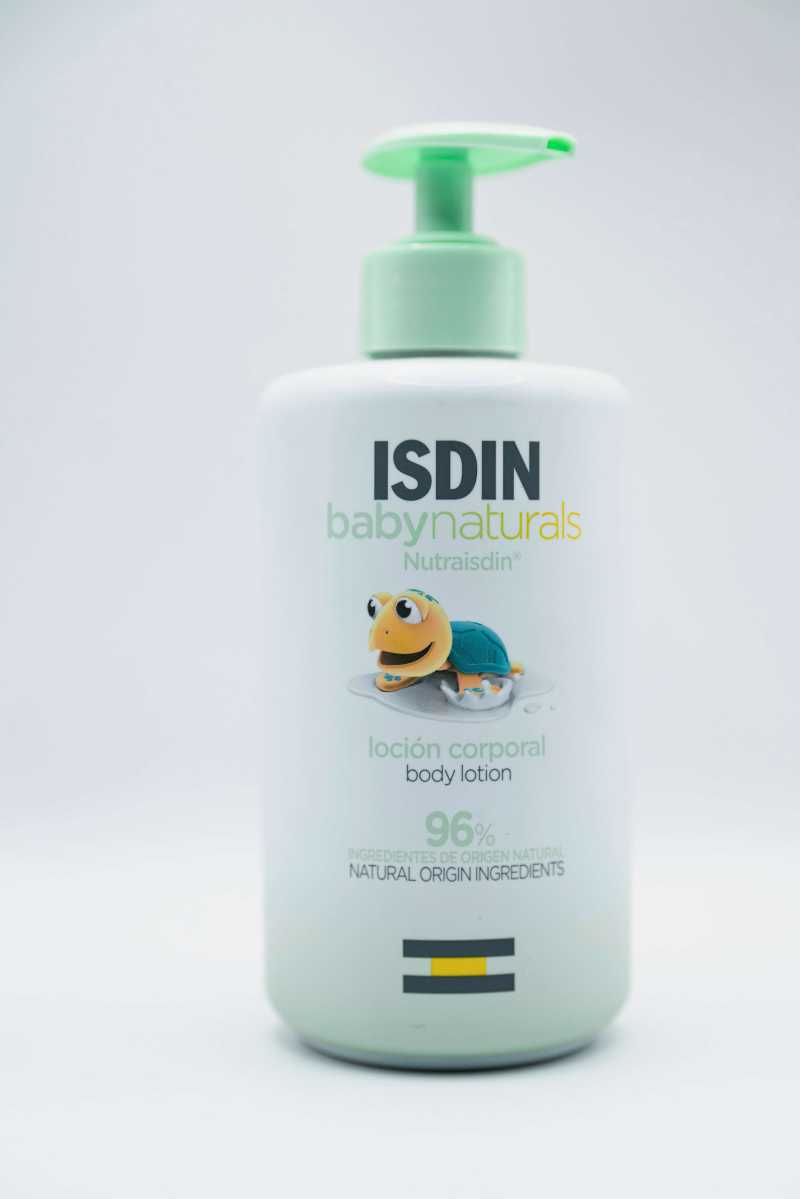 ISDIN
babynaturals
Nutraisdin®
loción corporal
body lotion
96%
INGREDIENTES DE ORIGEN NATURAL
NATURAL ORIGIN INGREDIENTS